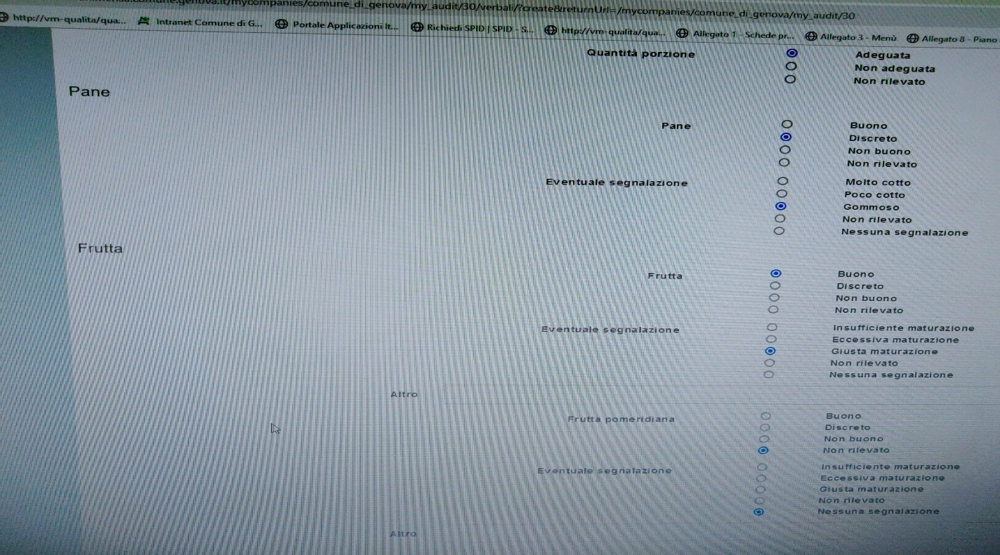 /mycompanies/comune_di_genova/my_audit/30/verbali/?create&returnUrl=/mycompanies/comune_di_genova/my_audit/30
http://vm-qualita/qua... Intranet Comune di G... Portale Applicazioni It... Richiedi SPID | SPID - S... http://vm-qualita/qua... Allegato 1 - Schede pr... Allegato 3 - Menù Allegato 8 - Piano
Quantità porzione Adeguata
Non adeguata
Non rilevato
Pane
Pane Buono
Discreto
Non buono
Non rilevato
Eventuale segnalazione Molto cotto
Poco cotto
Gommoso
Non rilevato
Nessuna segnalazione
Frutta
Frutta Buono
Discreto
Non buono
Non rilevato
Eventuale segnalazione Insufficiente maturazione
Eccessiva maturazione
Giusta maturazione
Non rilevato
Nessuna segnalazione
Altro
Frutta pomeridiana Buono
Discreto
Non buono
Non rilevato
Eventuale segnalazione Insufficiente maturazione
Eccessiva maturazione
Giusta maturazione
Non rilevato
Nessuna segnalazione
Altro